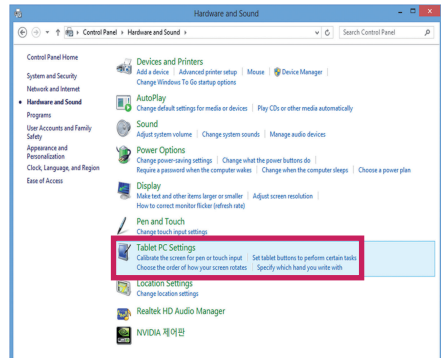 Hardware and Sound
Control Panel ▸ Hardware and Sound ▸
Search Control Panel
Control Panel Home
System and Security
Network and Internet
Hardware and Sound
Programs
User Accounts and Family
Safety
Appearance and
Personalization
Clock, Language, and Region
Ease of Access
Devices and Printers
Add a device | Advanced printer setup | Mouse | Device Manager |
Change Windows To Go startup options
AutoPlay
Change default settings for media or devices | Play CDs or other media automatically
Sound
Adjust system volume | Change system sounds | Manage audio devices
Power Options
Change power-saving settings | Change what the power buttons do |
Require a password when the computer wakes | Change when the computer sleeps | Choose a power plan
Display
Make text and other items larger or smaller | Adjust screen resolution |
How to correct monitor flicker (refresh rate)
Pen and Touch
Change touch input settings
Tablet PC Settings
Calibrate the screen for pen or touch input | Set tablet buttons to perform certain tasks
Choose the order of how your screen rotates | Specify which hand you write with
Location Settings
Change location settings
Realtek HD Audio Manager
NVIDIA 제어판